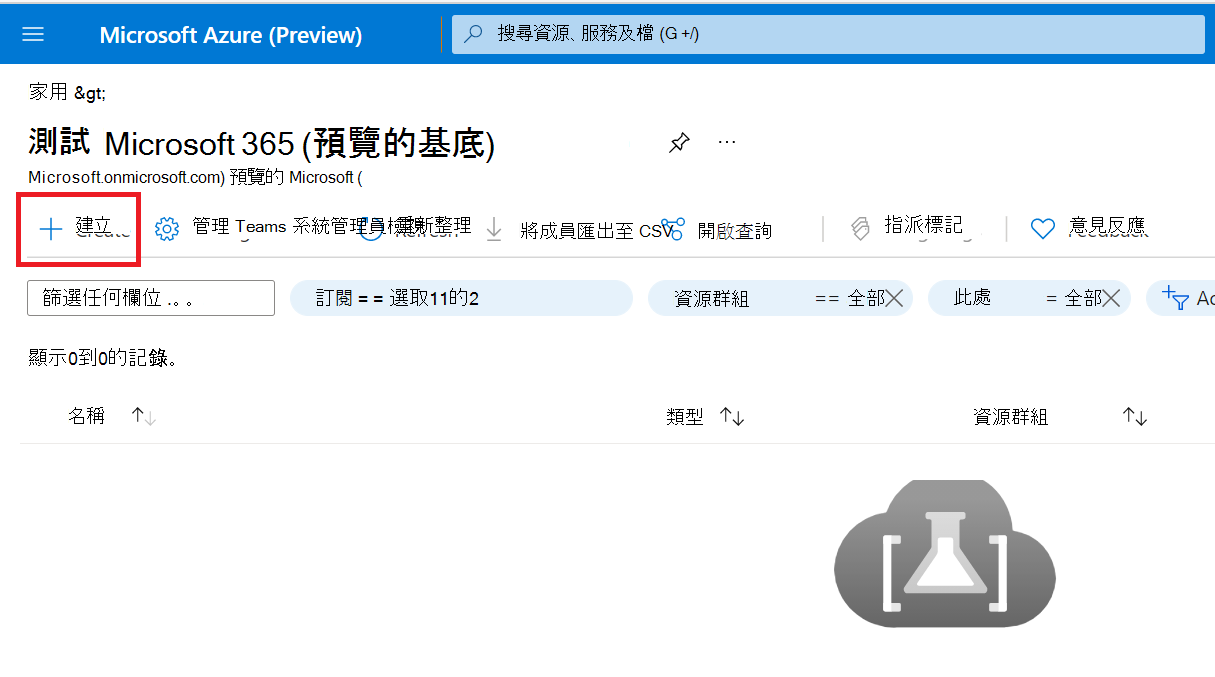 Microsoft Azure (Preview)
搜尋資源、服務及檔 (G +/)
家用 &gt;
測試 Microsoft 365 (預覽的基底)
Microsoft.onmicrosoft.com) 預覽的 Microsoft (
建立 管理 Teams 系統管理員 重新整理 將成員匯出至 CSV 開啟查詢 指派標記 意見反應
篩選任何欄位 .。。 訂閱 = = 選取11的2 資源群組 == 全部 此處 = 全部
顯示0到0的記錄。
名稱 類型 資源群組